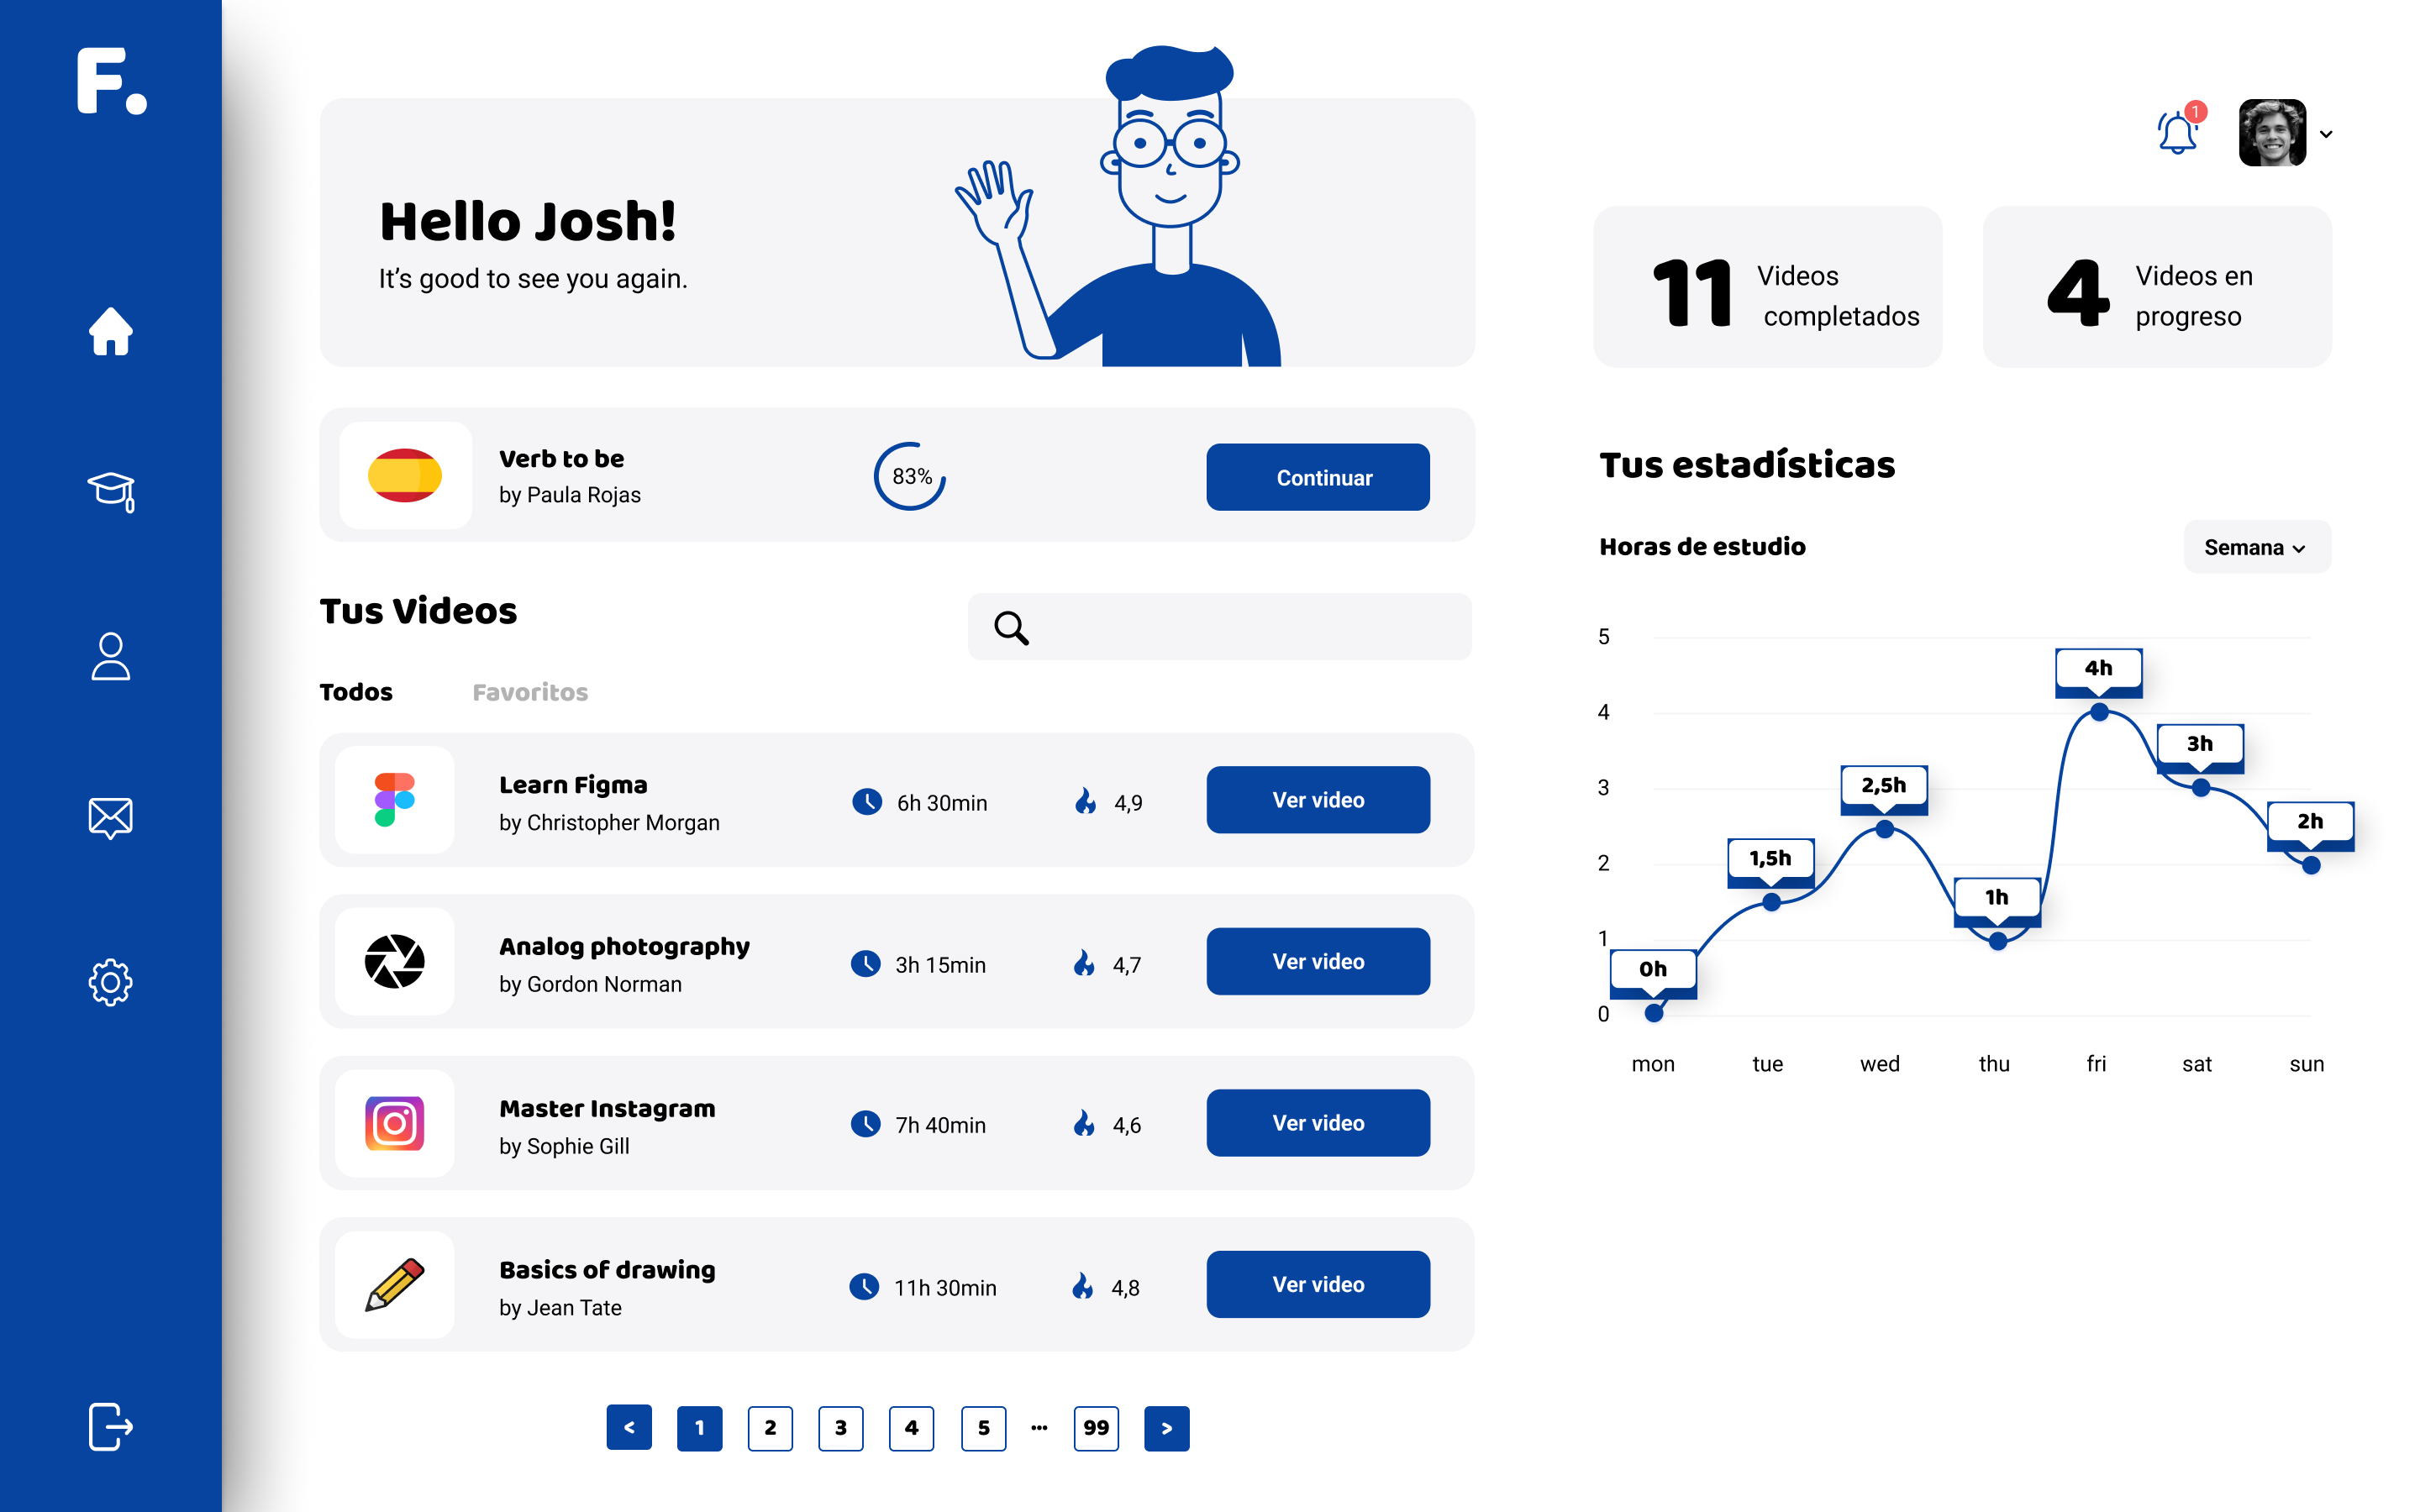 F.
Hello Josh!
It's good to see you again.
1
11
Videos
completados
4
Videos en
progreso
Verb to be
by Paula Rojas
83%
Continuar
Tus Videos
Todos
Favoritos
Learn Figma
by Christopher Morgan
6h 30min
4,9
Ver video
Analog photography
by Gordon Norman
3h 15min
4,7
Ver video
Master Instagram
by Sophie Gill
7h 40min
4,6
Ver video
Basics of drawing
by Jean Tate
11h 30min
4,8
Ver video
< 1 2 3 4 5 ... 99 >
Tus estadísticas
Horas de estudio
Semana
5
4
3
2
1
0
0h
1,5h
2,5h
1h
4h
3h
2h
mon tue wed thu fri sat sun